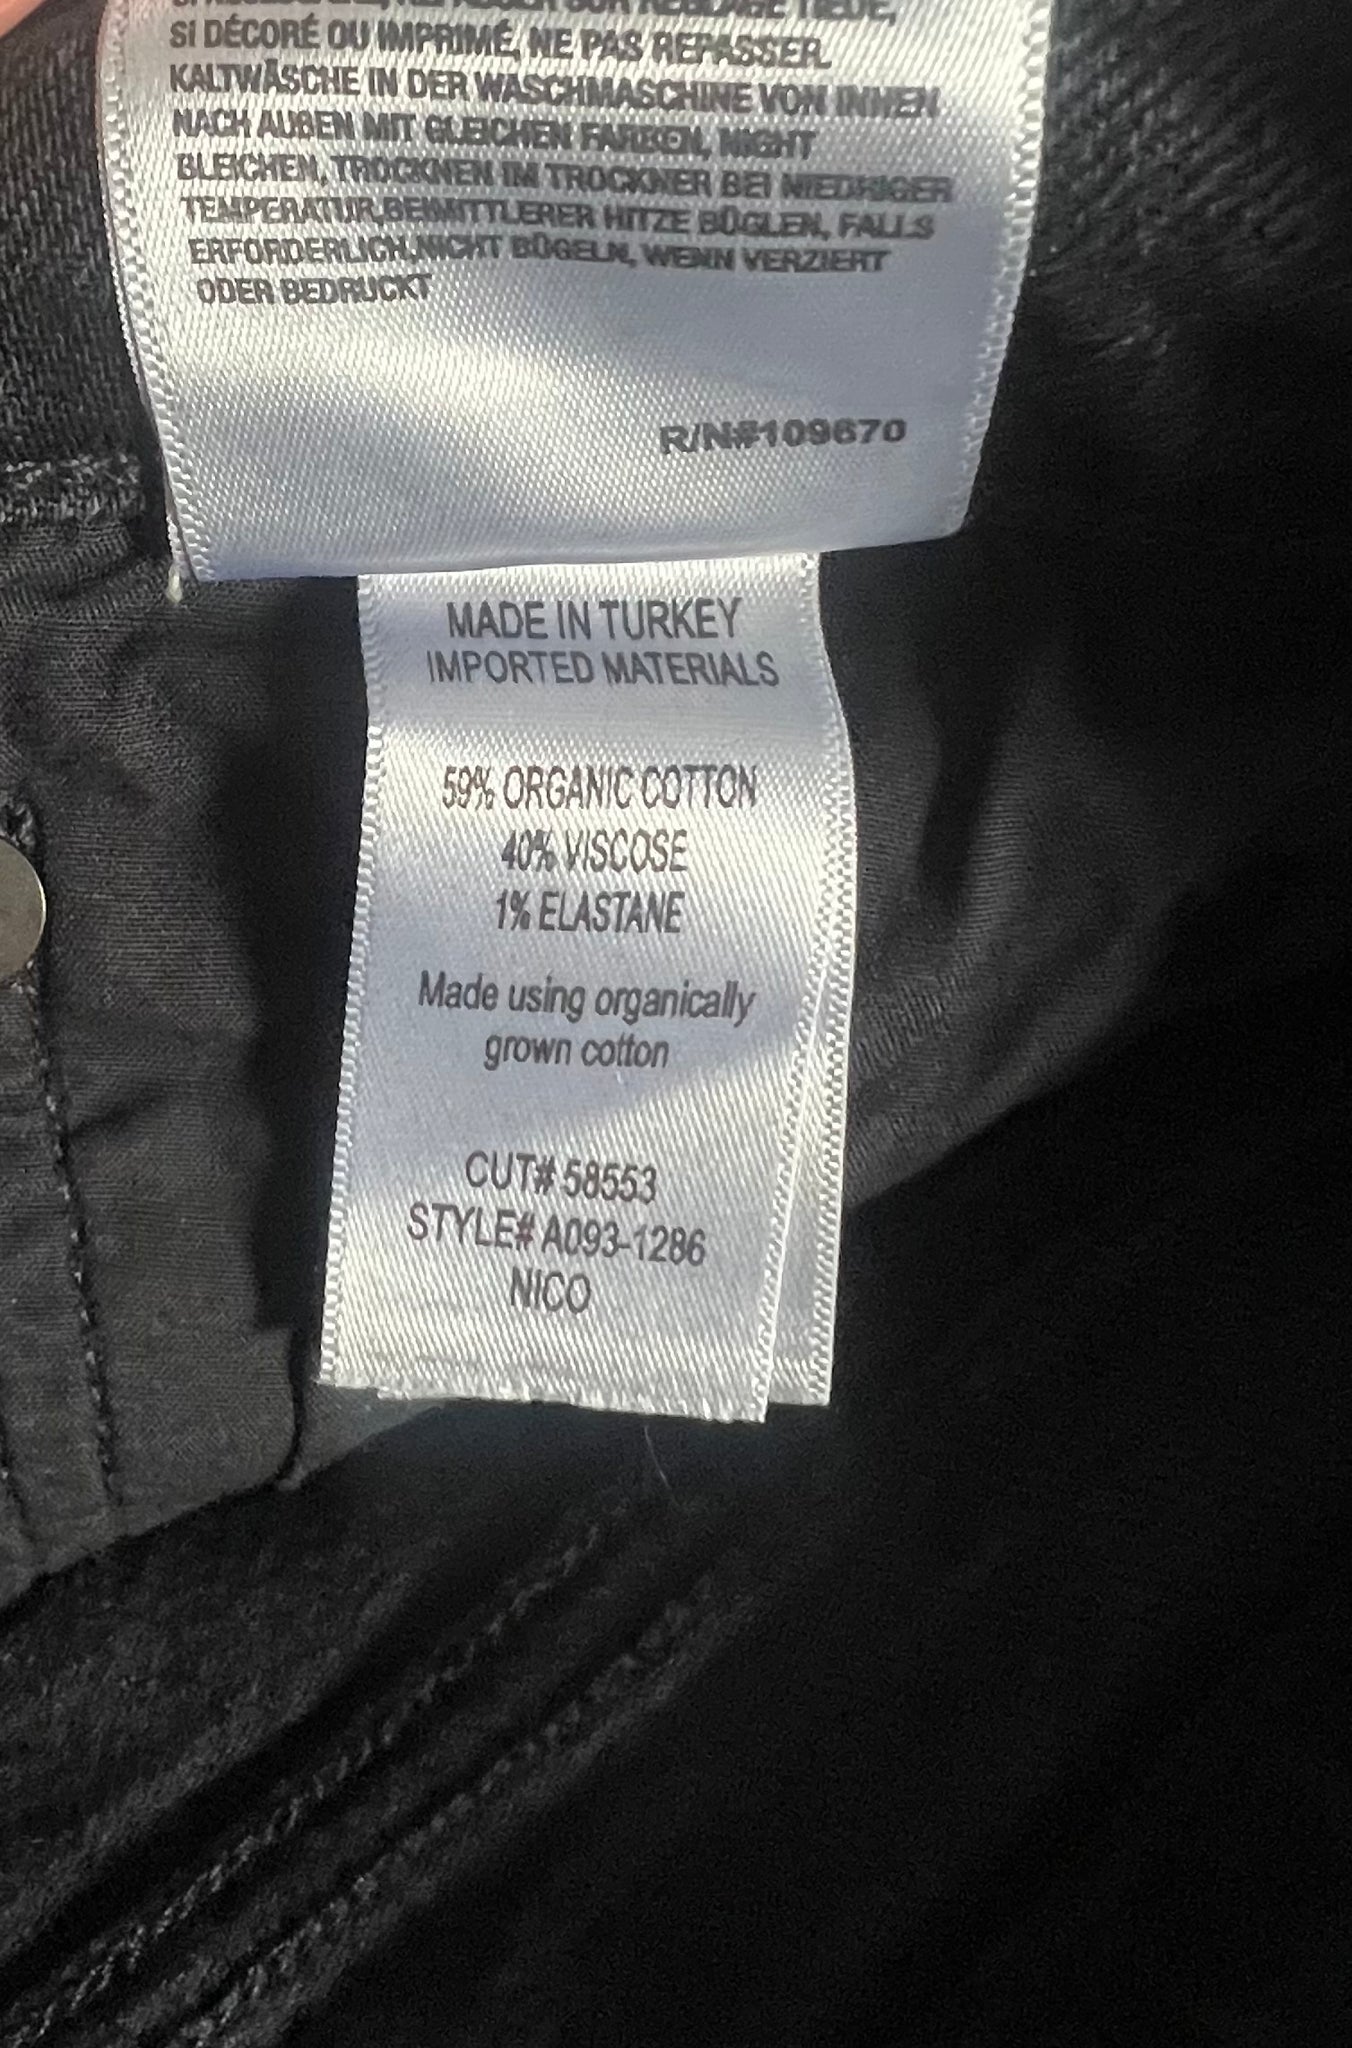 SI DÉCORÉ OU IMPRIMÉ, NE PAS REPASSER.
KALTWÄSCHE IN DER WASCHMASCHINE VON INNEN
NACH AUBEN MIT GLEICHEN FARBEN, NIGHT
BLEICHEN, TROCKNEN IM TROCKNER BEI NIEDRIGER
TEMPERATUR,BEIMITTLERER HITZE BÜGLEN, FALLS
ERFORDERLICH,NICHT BÜGELN, WENN VERZIERT
ODER BEDRUCKT
R/N#109670
MADE IN TURKEY
IMPORTED MATERIALS
59% ORGANIC COTTON
40% VISCOSE
1% ELASTANE
Made using organically
grown cotton
CUT# 58553
STYLE# A093-1286
NICO